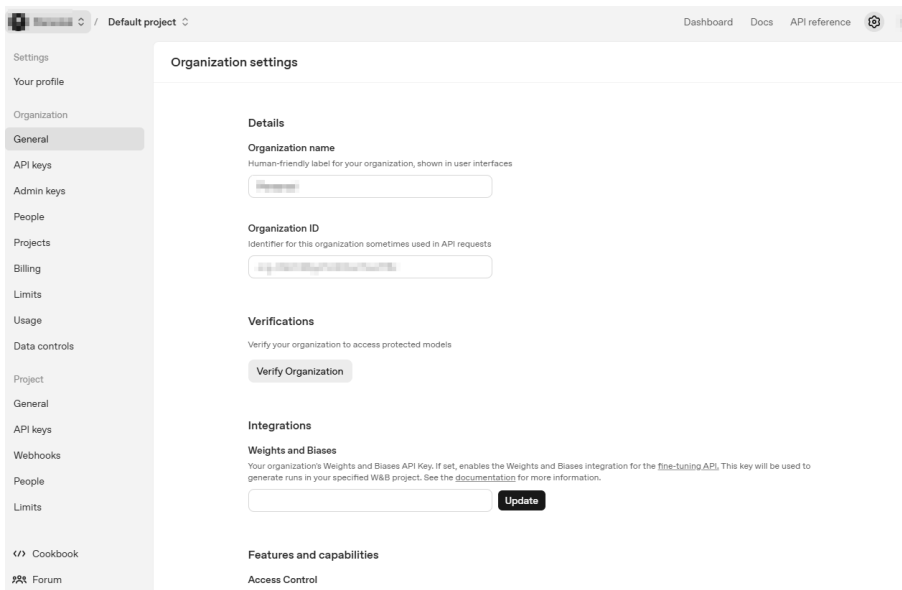 / Default project
Dashboard Docs API reference
Settings
Your profile
Organization
General
API keys
Admin keys
People
Projects
Billing
Limits
Usage
Data controls
Project
General
API keys
Webhooks
People
Limits
Cookbook
Forum
Organization settings
Details
Organization name
Human-friendly label for your organization, shown in user interfaces
Organization ID
Identifier for this organization sometimes used in API requests
Verifications
Verify your organization to access protected models
Verify Organization
Integrations
Weights and Biases
Your organization's Weights and Biases API Key. If set, enables the Weights and Biases integration for the fine-tuning API. This key will be used to
generate runs in your specified W&B project. See the documentation for more information.
Update
Features and capabilities
Access Control